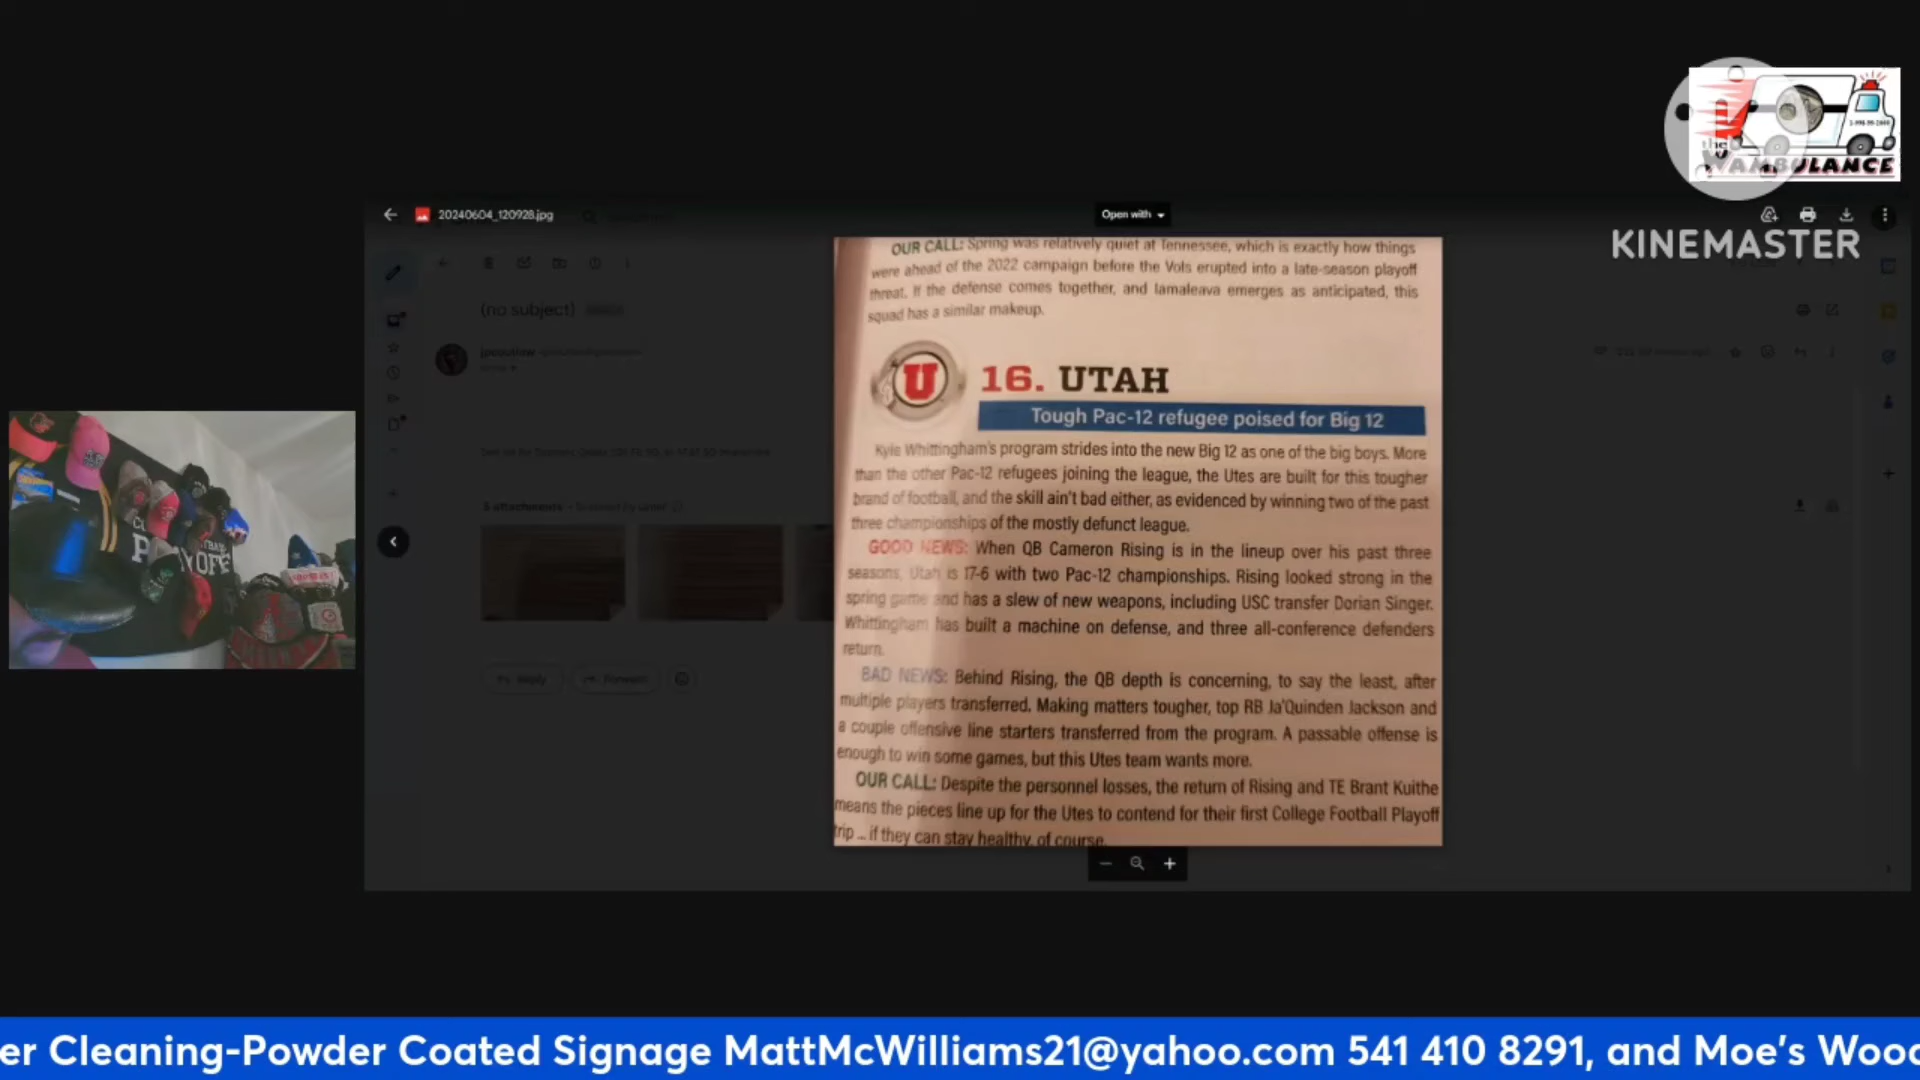 the
WAMBULANCE
KINEMASTER
20240604_120928.jpg
Open with
(no subject)
5 attachments
Reply
Forward
OUR CALL: Spring was relatively quiet at Tennessee, which is exactly how things
were ahead of the 2022 campaign before the Vols erupted into a late-season playoff
threat. If the defense comes together, and Iamaleava emerges as anticipated, this
squad has a similar makeup.
U
16. UTAH
Tough Pac-12 refugee poised for Big 12
Kyle Whittingham's program strides into the new Big 12 as one of the big boys. More
than the other Pac-12 refugees joining the league, the Utes are built for this tougher
brand of football, and the skill ain't bad either, as evidenced by winning two of the past
three championships of the mostly defunct league.
GOOD NEWS: When QB Cameron Rising is in the lineup over his past three
seasons, Utah is 17-6 with two Pac-12 championships. Rising looked strong in the
spring game and has a slew of new weapons, including USC transfer Dorian Singer.
Whittingham has built a machine on defense, and three all-conference defenders
return.
BAD NEWS: Behind Rising, the QB depth is concerning, to say the least, after
multiple players transferred. Making matters tougher, top RB Ja'Quinden Jackson and
a couple offensive line starters transferred from the program. A passable offense is
enough to win some games, but this Utes team wants more.
OUR CALL: Despite the personnel losses, the return of Rising and TE Brant Kuithe
means the pieces line up for the Utes to contend for their first College Football Playoff
trip ... if they can stay healthy, of course.
er Cleaning-Powder Coated Signage MattMcWilliams21@yahoo.com 541 410 8291, and Moe's Wood